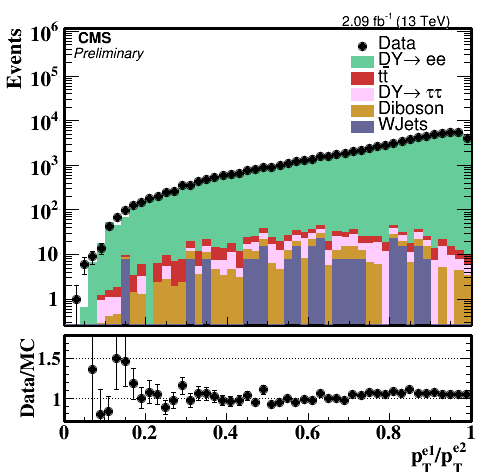 2.09 fb⁻¹ (13 TeV)
CMS
Preliminary
Events
10⁶
10⁵
10⁴
10³
10²
10
1
Data
DY→ ee
tt̄
DY→ ττ
Diboson
WJets
Data/MC
1.5
1
0 0.2 0.4 0.6 0.8 1
p_T^e1/p_T^e2